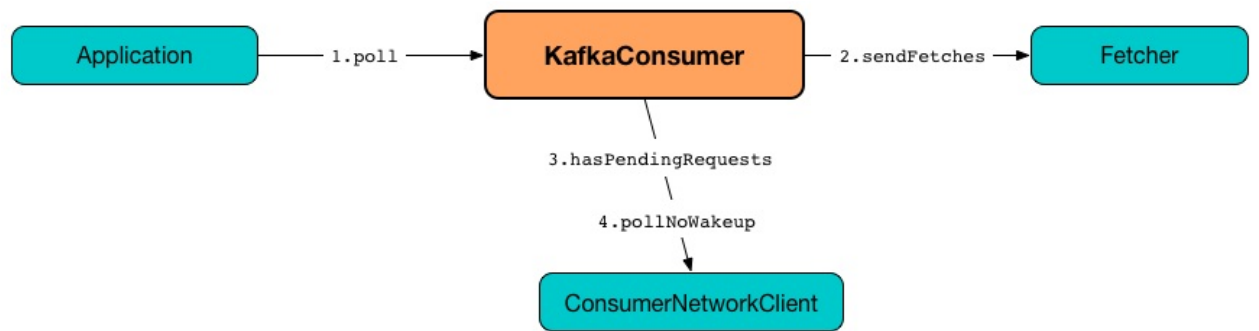 Application
1.poll
KafkaConsumer
2.sendFetches
Fetcher
3.hasPendingRequests
4.pollNoWakeup
ConsumerNetworkClient